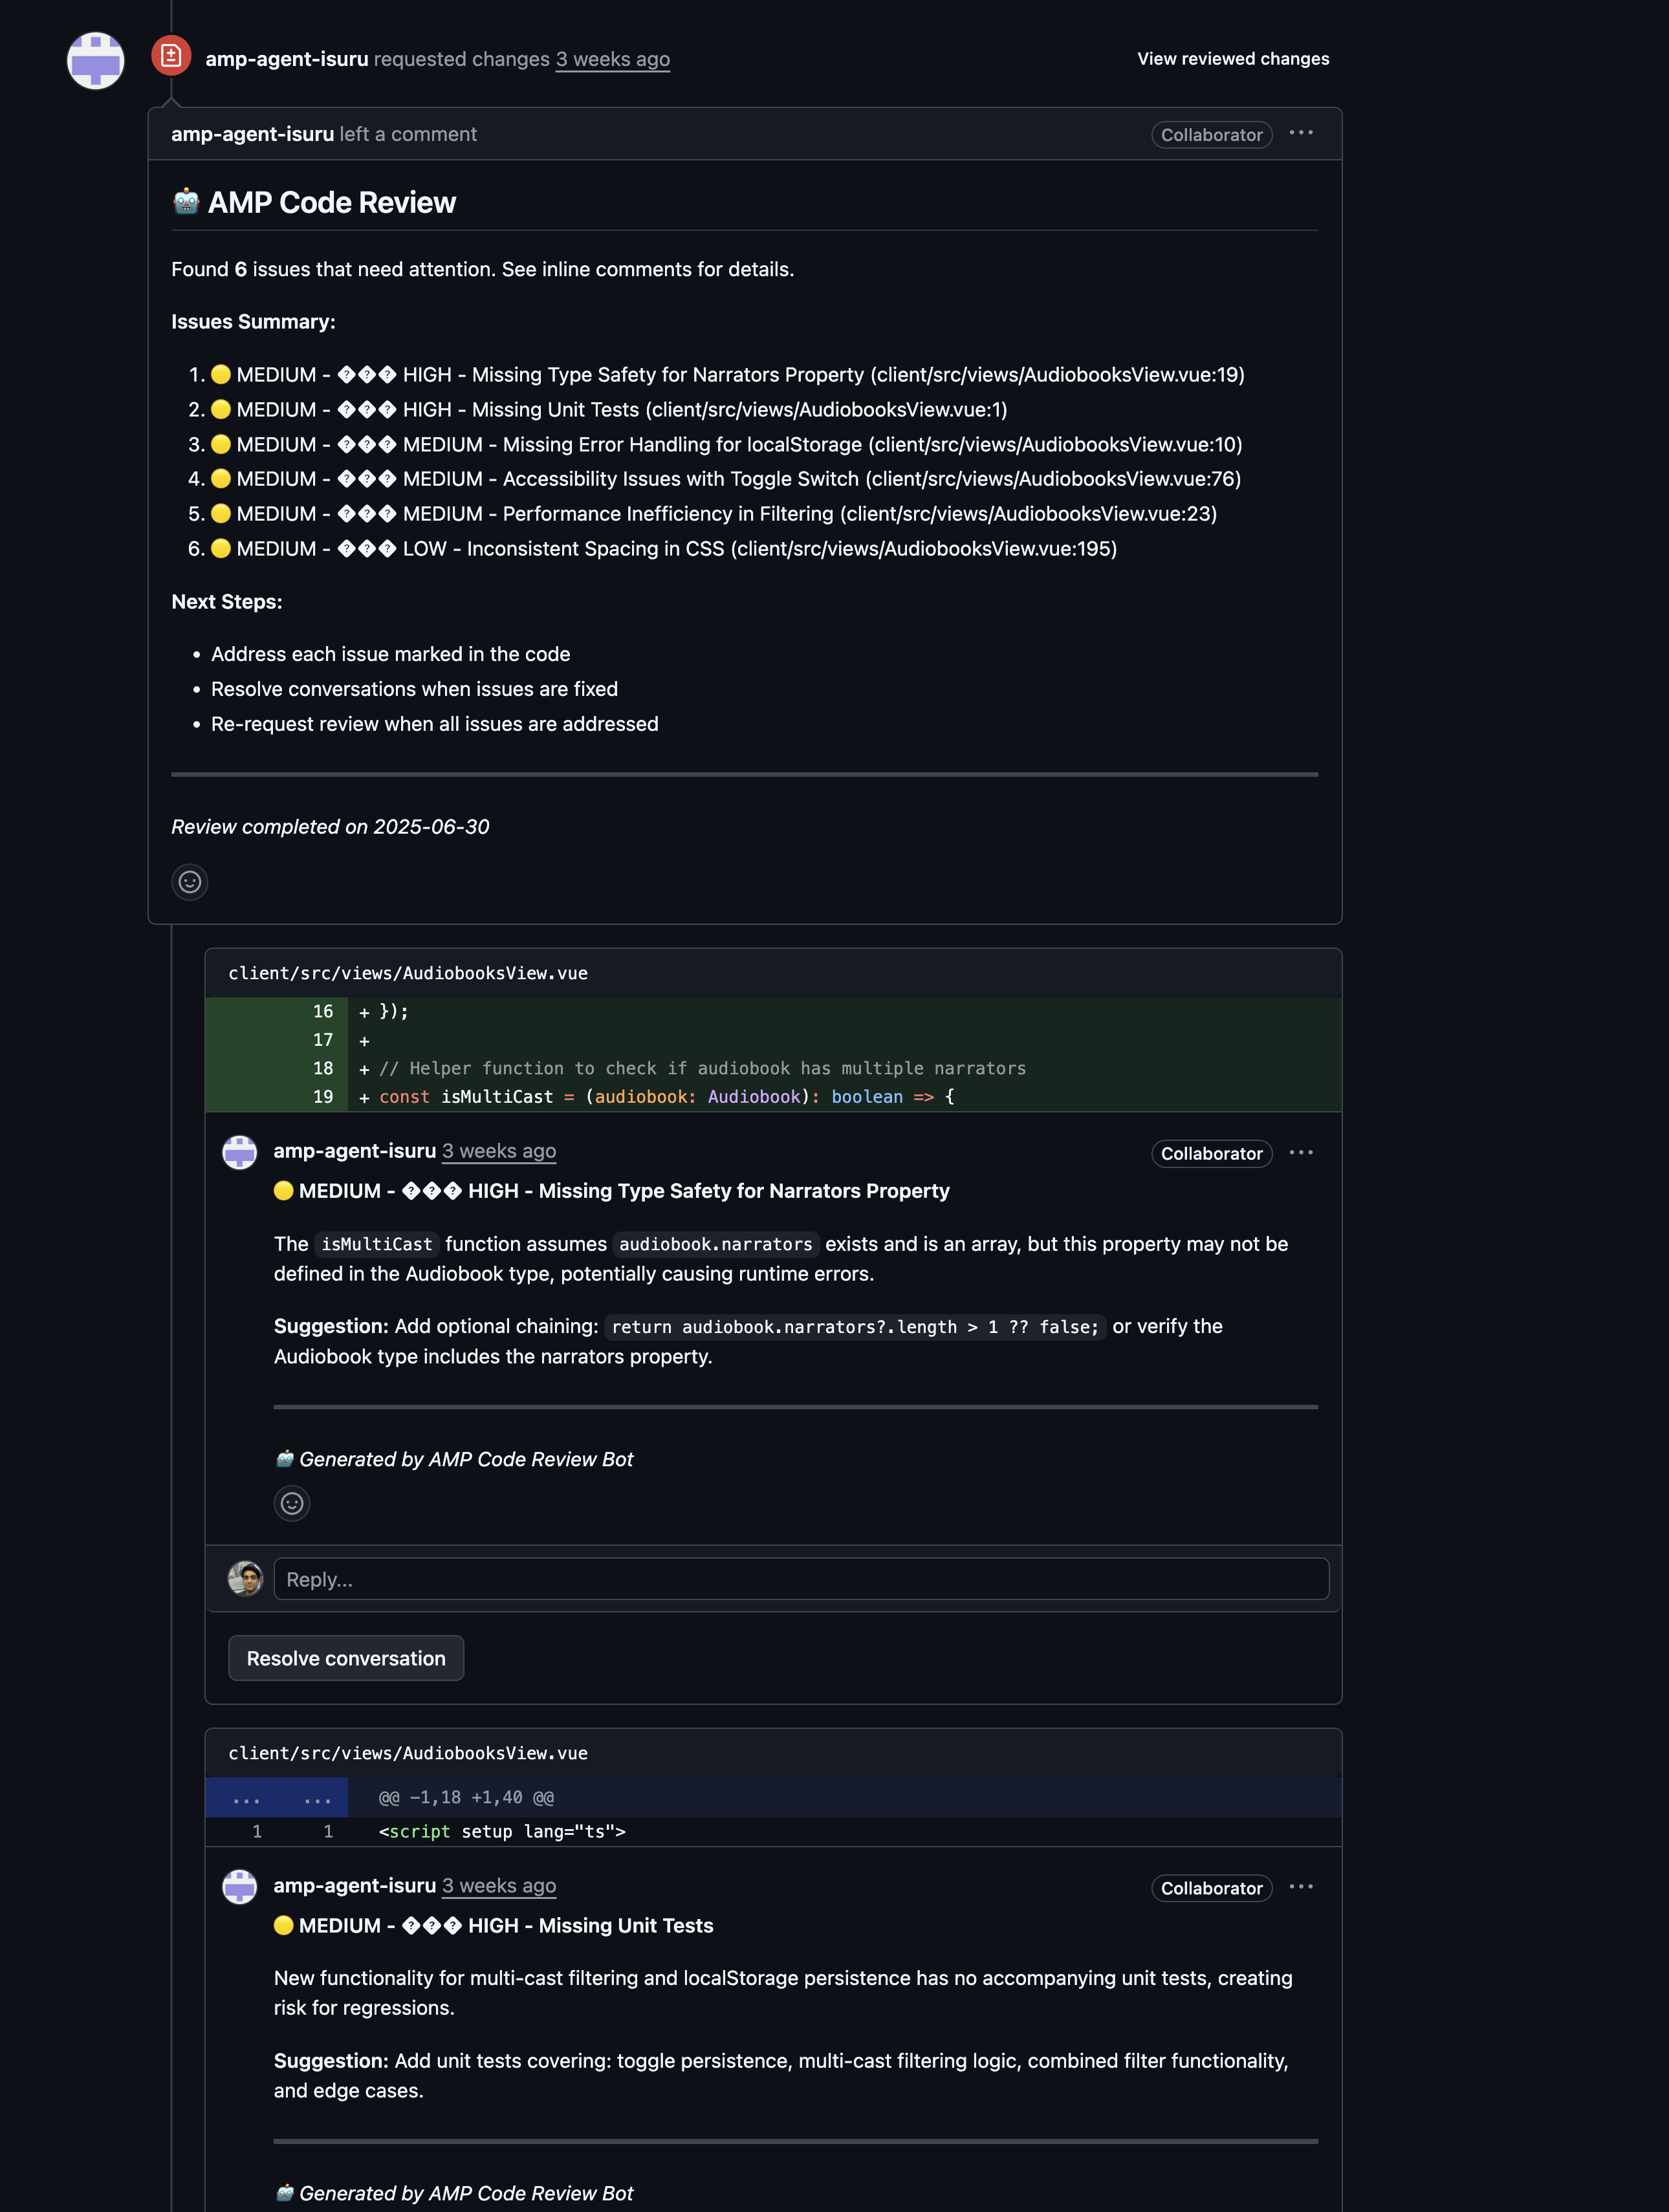 amp-agent-isuru requested changes 3 weeks ago
View reviewed changes
amp-agent-isuru left a comment
Collaborator
🤖 AMP Code Review
Found 6 issues that need attention. See inline comments for details.
Issues Summary:
1. 🟡 MEDIUM - ��� HIGH - Missing Type Safety for Narrators Property (client/src/views/AudiobooksView.vue:19)
2. 🟡 MEDIUM - ��� HIGH - Missing Unit Tests (client/src/views/AudiobooksView.vue:1)
3. 🟡 MEDIUM - ��� MEDIUM - Missing Error Handling for localStorage (client/src/views/AudiobooksView.vue:10)
4. 🟡 MEDIUM - ��� MEDIUM - Accessibility Issues with Toggle Switch (client/src/views/AudiobooksView.vue:76)
5. 🟡 MEDIUM - ��� MEDIUM - Performance Inefficiency in Filtering (client/src/views/AudiobooksView.vue:23)
6. 🟡 MEDIUM - ��� LOW - Inconsistent Spacing in CSS (client/src/views/AudiobooksView.vue:195)
Next Steps:
• Address each issue marked in the code
• Resolve conversations when issues are fixed
• Re-request review when all issues are addressed
Review completed on 2025-06-30
client/src/views/AudiobooksView.vue
16 + });
17 +
18 + // Helper function to check if audiobook has multiple narrators
19 + const isMultiCast = (audiobook: Audiobook): boolean => {
amp-agent-isuru 3 weeks ago
Collaborator
🟡 MEDIUM - ��� HIGH - Missing Type Safety for Narrators Property
The isMultiCast function assumes audiobook.narrators exists and is an array, but this property may not be
defined in the Audiobook type, potentially causing runtime errors.
Suggestion: Add optional chaining: return audiobook.narrators?.length > 1 ?? false; or verify the
Audiobook type includes the narrators property.
🤖 Generated by AMP Code Review Bot
Reply...
Resolve conversation
client/src/views/AudiobooksView.vue
... ... @@ -1,18 +1,40 @@
1 1 <script setup lang="ts">
amp-agent-isuru 3 weeks ago
Collaborator
🟡 MEDIUM - ��� HIGH - Missing Unit Tests
New functionality for multi-cast filtering and localStorage persistence has no accompanying unit tests, creating
risk for regressions.
Suggestion: Add unit tests covering: toggle persistence, multi-cast filtering logic, combined filter functionality,
and edge cases.
🤖 Generated by AMP Code Review Bot